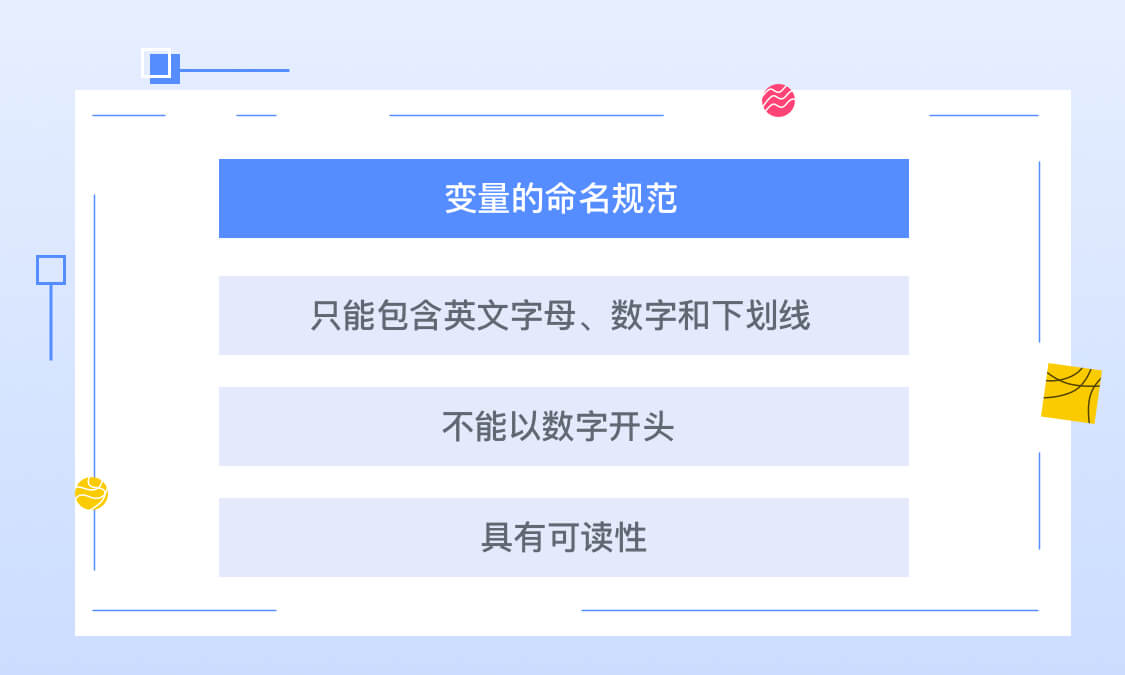 变量的命名规范
只能包含英文字母、数字和下划线
不能以数字开头
具有可读性